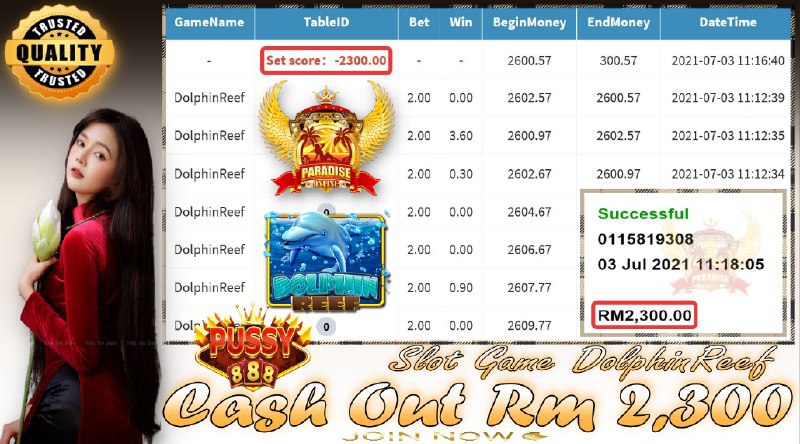 TRUSTED
QUALITY
TRUSTED
GameName TableID Bet Win BeginMoney EndMoney DateTime
- Set score: -2300.00 - - 2600.57 300.57 2021-07-03 11:16:40
DolphinReef 2.00 0.00 2602.57 2600.57 2021-07-03 11:12:39
DolphinReef 2.00 3.60 2600.97 2602.57 2021-07-03 11:12:35
DolphinReef 2.00 0.30 2602.67 2600.97 2021-07-03 11:12:34
DolphinReef 0 2.00 0.00 2604.67
DolphinReef 2.00 0.00 2606.67
DolphinReef 2.00 0.90 2607.77
DolphinReef 0 2.00 0.00 2609.77
PARADISE
ONLINE
DOLPHIN
REEF
Successful
0115819308
03 Jul 2021 11:18:05
PARADISE
RM2,300.00
PUSSY
888
Slot Game DolphinReef
Cash Out Rm 2,300
JOIN NOW